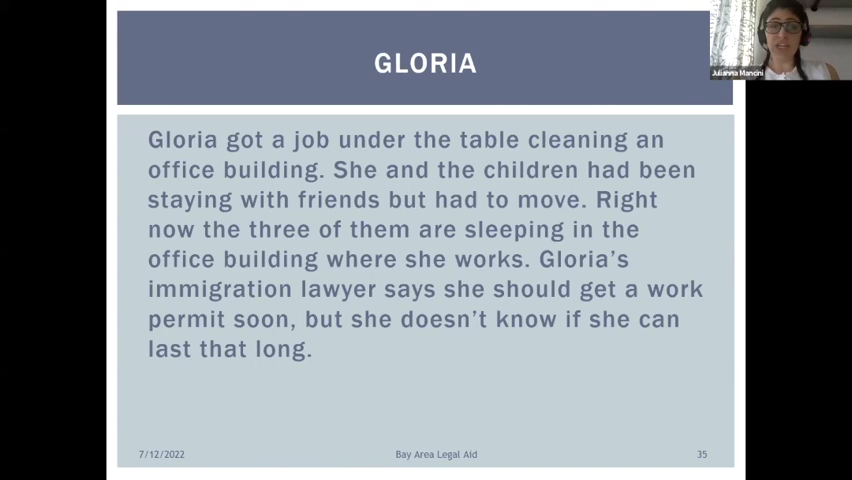 GLORIA
Julianna Mancini
Gloria got a job under the table cleaning an
office building. She and the children had been
staying with friends but had to move. Right
now the three of them are sleeping in the
office building where she works. Gloria's
immigration lawyer says she should get a work
permit soon, but she doesn't know if she can
last that long.
7/12/2022
Bay Area Legal Aid
35